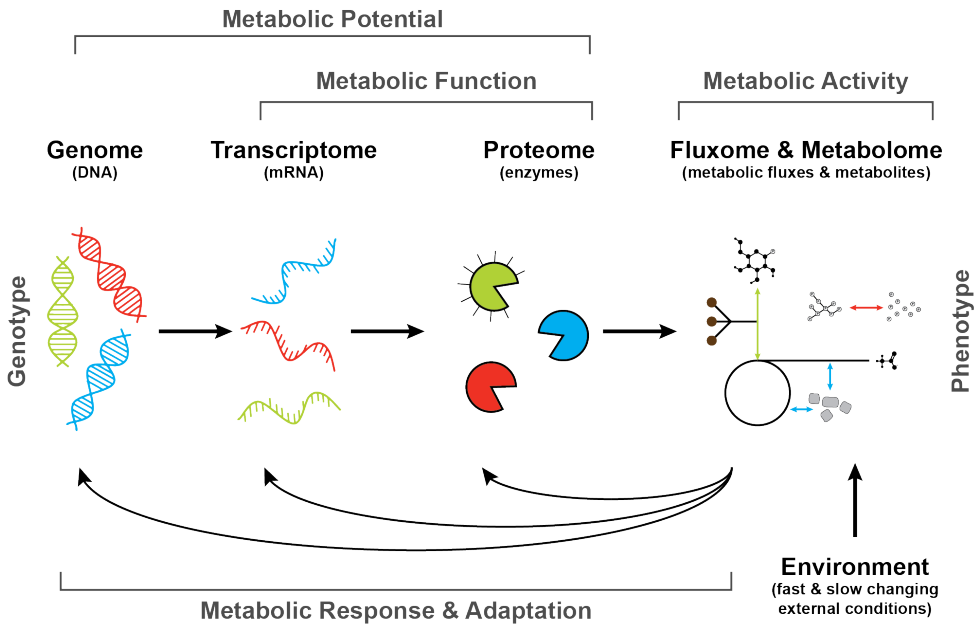 Metabolic Potential
Metabolic Function
Metabolic Activity
Genome
(DNA)
Transcriptome
(mRNA)
Proteome
(enzymes)
Fluxome & Metabolome
(metabolic fluxes & metabolites)
Genotype
Phenotype
Environment
(fast & slow changing
external conditions)
Metabolic Response & Adaptation